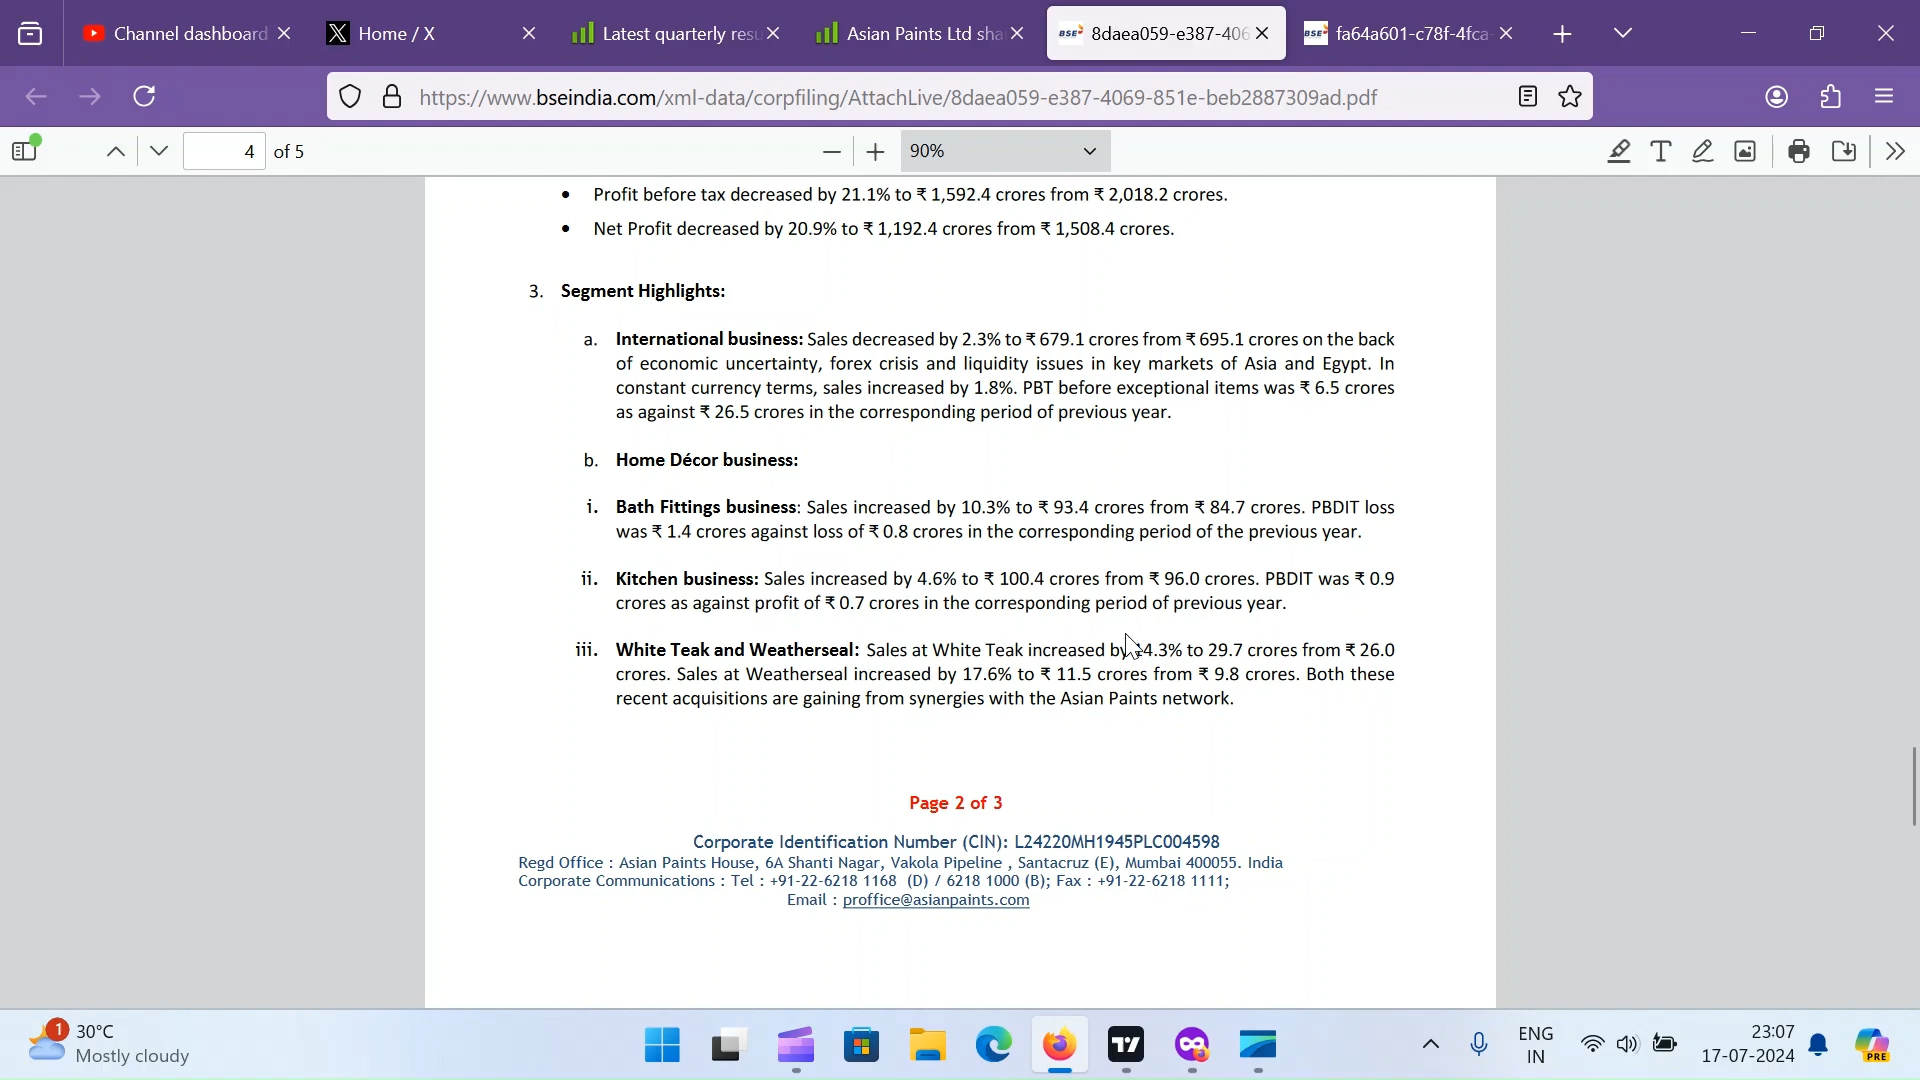 Channel dashboard
Home / X
Latest quarterly resu
Asian Paints Ltd sha
BSE 8daea059-e387-406
BSE fa64a601-c78f-4fca-
https://www.bseindia.com/xml-data/corpfiling/AttachLive/8daea059-e387-4069-851e-beb2887309ad.pdf
4 of 5
90%
• Profit before tax decreased by 21.1% to ₹ 1,592.4 crores from ₹ 2,018.2 crores.
• Net Profit decreased by 20.9% to ₹ 1,192.4 crores from ₹ 1,508.4 crores.
3. Segment Highlights:
a. International business: Sales decreased by 2.3% to ₹ 679.1 crores from ₹ 695.1 crores on the back
of economic uncertainty, forex crisis and liquidity issues in key markets of Asia and Egypt. In
constant currency terms, sales increased by 1.8%. PBT before exceptional items was ₹ 6.5 crores
as against ₹ 26.5 crores in the corresponding period of previous year.
b. Home Décor business:
i. Bath Fittings business: Sales increased by 10.3% to ₹ 93.4 crores from ₹ 84.7 crores. PBDIT loss
was ₹ 1.4 crores against loss of ₹ 0.8 crores in the corresponding period of the previous year.
ii. Kitchen business: Sales increased by 4.6% to ₹ 100.4 crores from ₹ 96.0 crores. PBDIT was ₹ 0.9
crores as against profit of ₹ 0.7 crores in the corresponding period of previous year.
iii. White Teak and Weatherseal: Sales at White Teak increased by 14.3% to 29.7 crores from ₹ 26.0
crores. Sales at Weatherseal increased by 17.6% to ₹ 11.5 crores from ₹ 9.8 crores. Both these
recent acquisitions are gaining from synergies with the Asian Paints network.
Page 2 of 3
Corporate Identification Number (CIN): L24220MH1945PLC004598
Regd Office : Asian Paints House, 6A Shanti Nagar, Vakola Pipeline , Santacruz (E), Mumbai 400055. India
Corporate Communications : Tel : +91-22-6218 1168 (D) / 6218 1000 (B); Fax : +91-22-6218 1111;
Email : proffice@asianpaints.com
1
30°C
Mostly cloudy
ENG
IN
23:07
17-07-2024
PRE